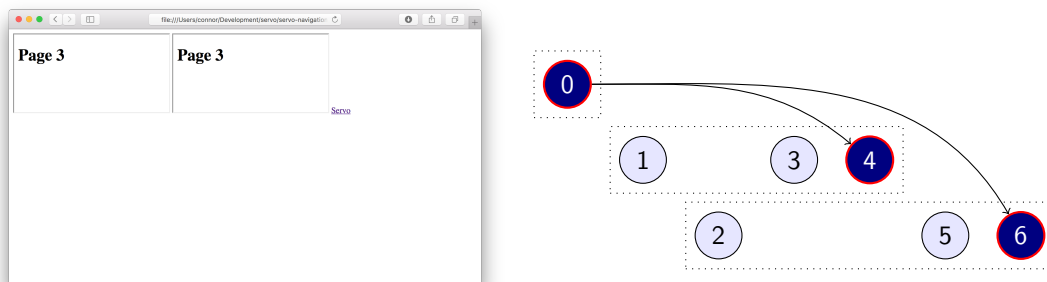 file:///Users/connor/Development/servo/servo-navigation
Page 3 Page 3
Servo
0
1 3 4
2 5 6